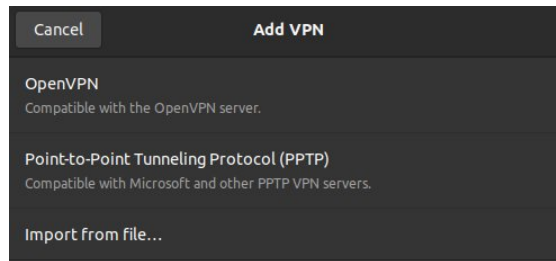 Cancel
Add VPN
OpenVPN
Compatible with the OpenVPN server.
Point-to-Point Tunneling Protocol (PPTP)
Compatible with Microsoft and other PPTP VPN servers.
Import from file…